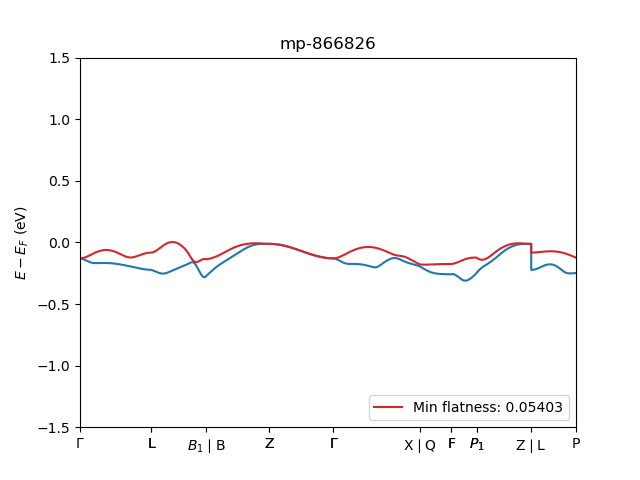 mp-866826
E − E_F (eV)
1.5
1.0
0.5
0.0
−0.5
−1.0
−1.5
Min flatness: 0.05403
Γ L B₁ | B Z Γ X | Q F P₁ Z | L P